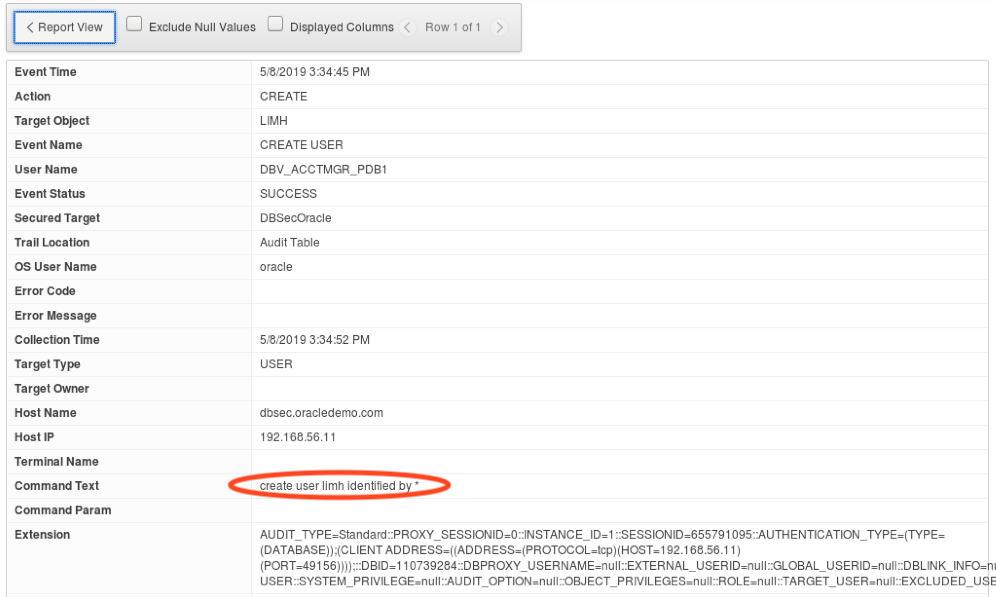 < Report View Exclude Null Values Displayed Columns < Row 1 of 1 >
Event Time 5/8/2019 3:34:45 PM
Action CREATE
Target Object LIMH
Event Name CREATE USER
User Name DBV_ACCTMGR_PDB1
Event Status SUCCESS
Secured Target DBSecOracle
Trail Location Audit Table
OS User Name oracle
Error Code
Error Message
Collection Time 5/8/2019 3:34:52 PM
Target Type USER
Target Owner
Host Name dbsec.oracledemo.com
Host IP 192.168.56.11
Terminal Name
Command Text create user limh identified by *
Command Param
Extension AUDIT_TYPE=Standard::PROXY_SESSIONID=0::INSTANCE_ID=1::SESSIONID=655791095::AUTHENTICATION_TYPE=(TYPE=
(DATABASE));(CLIENT ADDRESS=((ADDRESS=(PROTOCOL=tcp)(HOST=192.168.56.11)
(PORT=49156))));::DBID=110739284::DBPROXY_USERNAME=null::EXTERNAL_USERID=null::GLOBAL_USERID=null::DBLINK_INFO=nu
USER::SYSTEM_PRIVILEGE=null::AUDIT_OPTION=null::OBJECT_PRIVILEGES=null::ROLE=null::TARGET_USER=null::EXCLUDED_USE